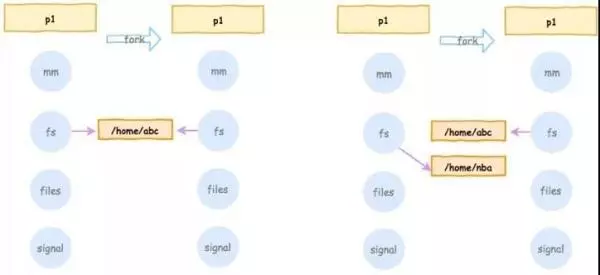 p1
fork
p1
mm
mm
fs
/home/abc
fs
files
files
signal
signal
p1
fork
p1
mm
mm
fs
/home/abc
fs
/home/nba
files
files
signal
signal